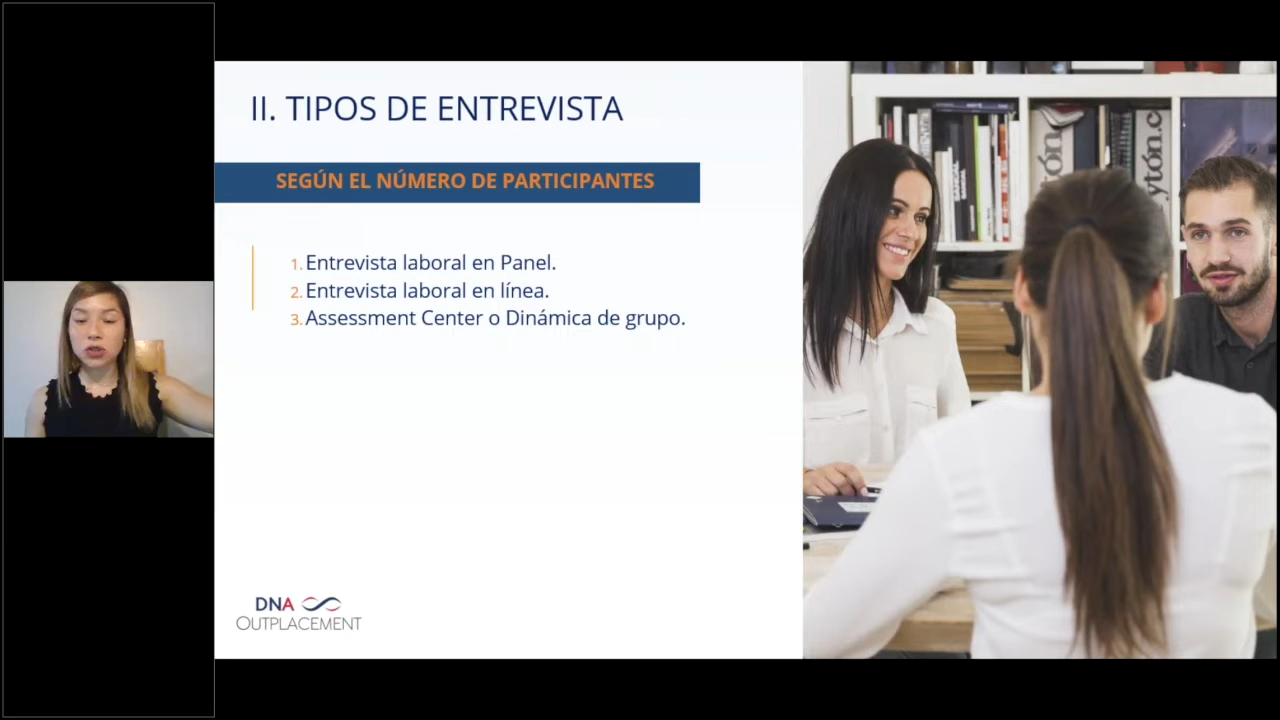 II. TIPOS DE ENTREVISTA
SEGÚN EL NÚMERO DE PARTICIPANTES
1. Entrevista laboral en Panel.
2. Entrevista laboral en línea.
3. Assessment Center o Dinámica de grupo.
DNA
OUTPLACEMENT